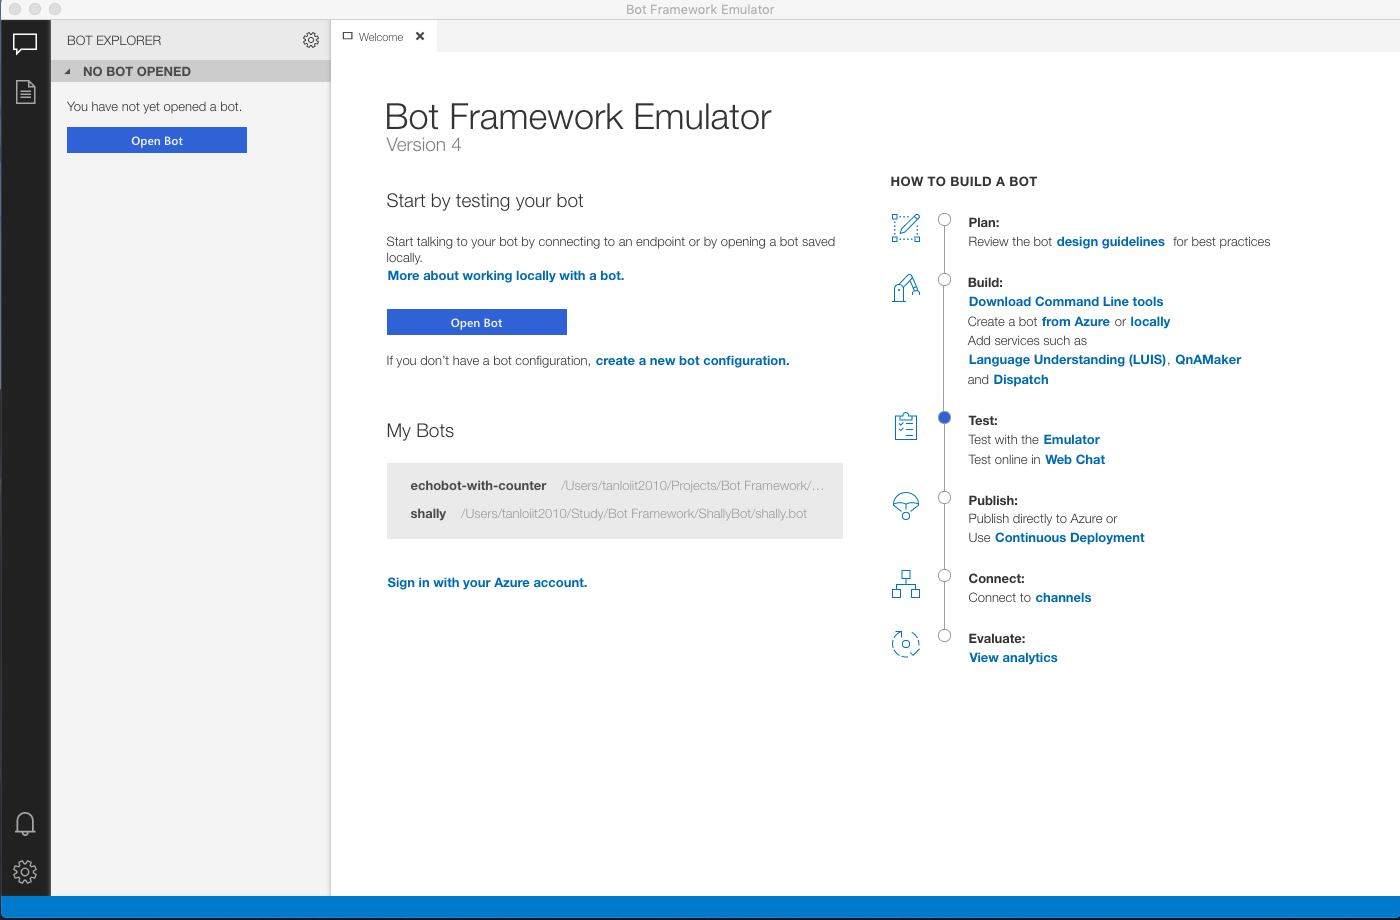 Bot Framework Emulator
BOT EXPLORER
NO BOT OPENED
You have not yet opened a bot.
Open Bot
Welcome
Bot Framework Emulator
Version 4
Start by testing your bot
Start talking to your bot by connecting to an endpoint or by opening a bot saved
locally.
More about working locally with a bot.
Open Bot
If you don't have a bot configuration, create a new bot configuration.
My Bots
echobot-with-counter /Users/tanloiit2010/Projects/Bot Framework/...
shally /Users/tanloiit2010/Study/Bot Framework/ShallyBot/shally.bot
Sign in with your Azure account.
HOW TO BUILD A BOT
Plan:
Review the bot design guidelines for best practices
Build:
Download Command Line tools
Create a bot from Azure or locally
Add services such as
Language Understanding (LUIS), QnAMaker
and Dispatch
Test:
Test with the Emulator
Test online in Web Chat
Publish:
Publish directly to Azure or
Use Continuous Deployment
Connect:
Connect to channels
Evaluate:
View analytics